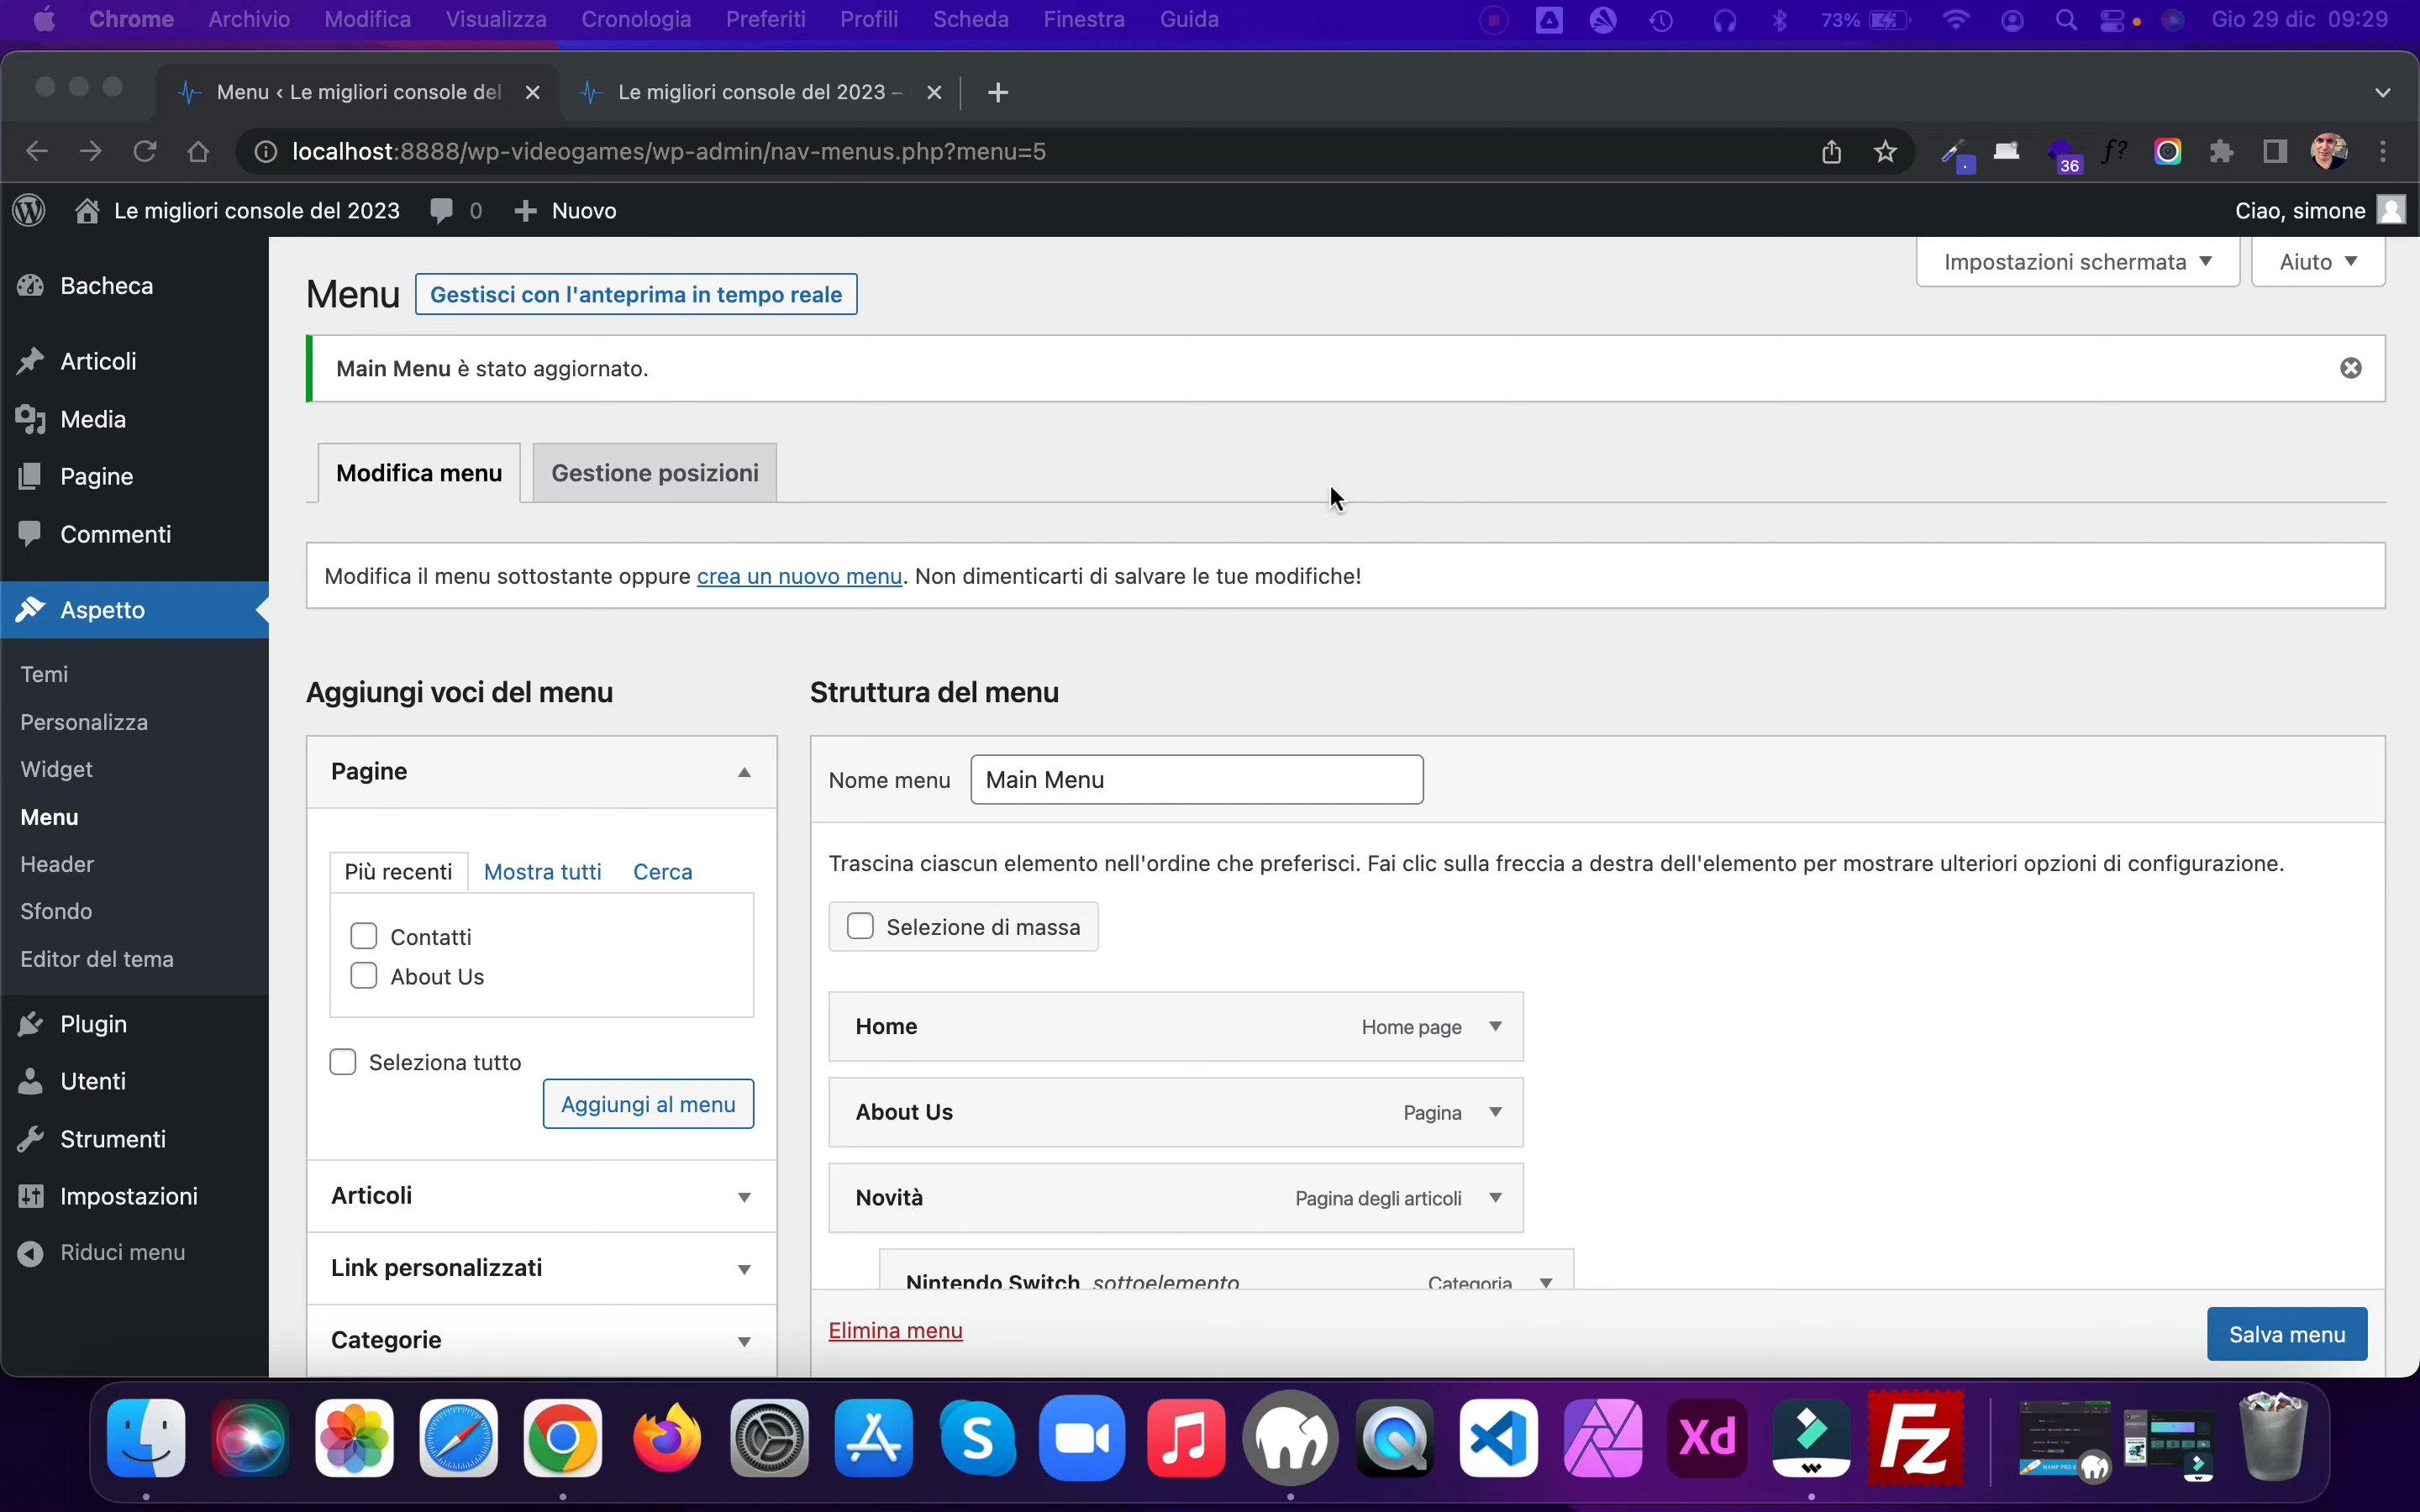 Chrome Archivio Modifica Visualizza Cronologia Preferiti Profili Scheda Finestra Guida 73% Gio 29 dic 09:29
Menu ‹ Le migliori console del
Le migliori console del 2023 –
localhost:8888/wp-videogames/wp-admin/nav-menus.php?menu=5
36
f?
Le migliori console del 2023 0 Nuovo
Ciao, simone
Bacheca
Articoli
Media
Pagine
Commenti
Aspetto
Temi
Personalizza
Widget
Menu
Header
Sfondo
Editor del tema
Plugin
Utenti
Strumenti
Impostazioni
Riduci menu
Impostazioni schermata
Aiuto
Menu
Gestisci con l'anteprima in tempo reale
Main Menu è stato aggiornato.
Modifica menu
Gestione posizioni
Modifica il menu sottostante oppure crea un nuovo menu. Non dimenticarti di salvare le tue modifiche!
Aggiungi voci del menu
Pagine
Più recenti
Mostra tutti
Cerca
Contatti
About Us
Seleziona tutto
Aggiungi al menu
Articoli
Link personalizzati
Categorie
Struttura del menu
Nome menu
Main Menu
Trascina ciascun elemento nell'ordine che preferisci. Fai clic sulla freccia a destra dell'elemento per mostrare ulteriori opzioni di configurazione.
Selezione di massa
Home Home page
About Us Pagina
Novità Pagina degli articoli
Nintendo Switch sottoelemento Categoria
Elimina menu
Salva menu
S
Xd
Fz